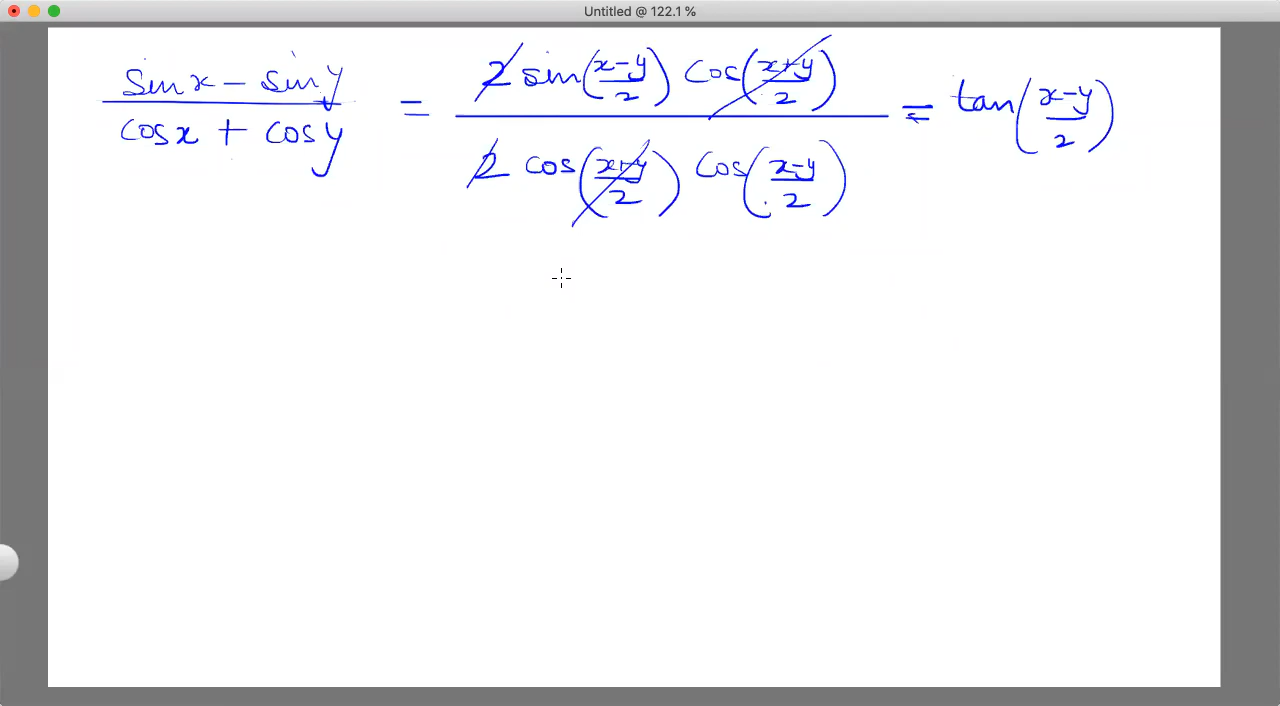 Untitled @ 122.1 %
(sin x − sin y)/(cos x + cos y) = (2 sin((x−y)/2) cos((x+y)/2))/(2 cos((x+y)/2) cos((x−y)/2)) = tan((x−y)/2)